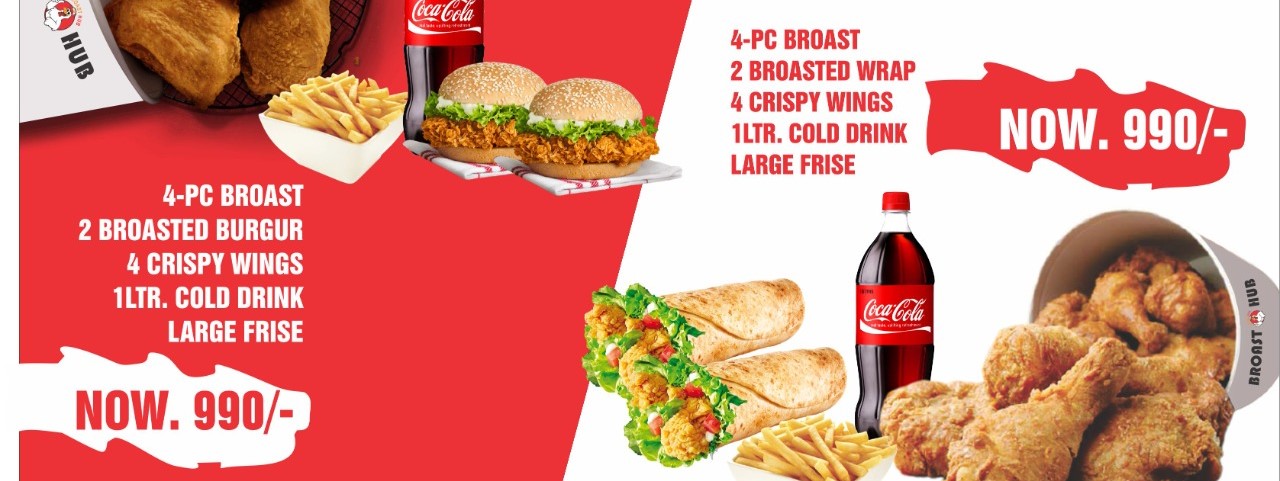 HUB
Coca-Cola
4-PC BROAST
2 BROASTED BURGUR
4 CRISPY WINGS
1LTR. COLD DRINK
LARGE FRISE
NOW. 990/-
4-PC BROAST
2 BROASTED WRAP
4 CRISPY WINGS
1LTR. COLD DRINK
LARGE FRISE
NOW. 990/-
Coca-Cola
BROAST HUB